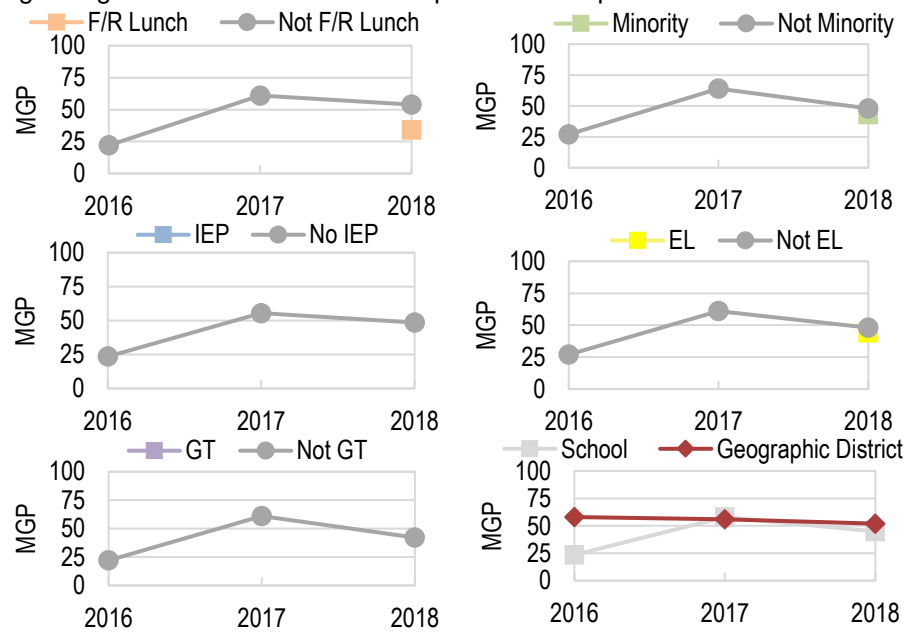 F/R Lunch Not F/R Lunch
100
75
50
25
0
MGP
2016 2017 2018
Minority Not Minority
100
75
50
25
0
MGP
2016 2017 2018
IEP No IEP
100
75
50
25
0
MGP
2016 2017 2018
EL Not EL
100
75
50
25
0
MGP
2016 2017 2018
GT Not GT
100
75
50
25
0
MGP
2016 2017 2018
School Geographic District
100
75
50
25
0
MGP
2016 2017 2018